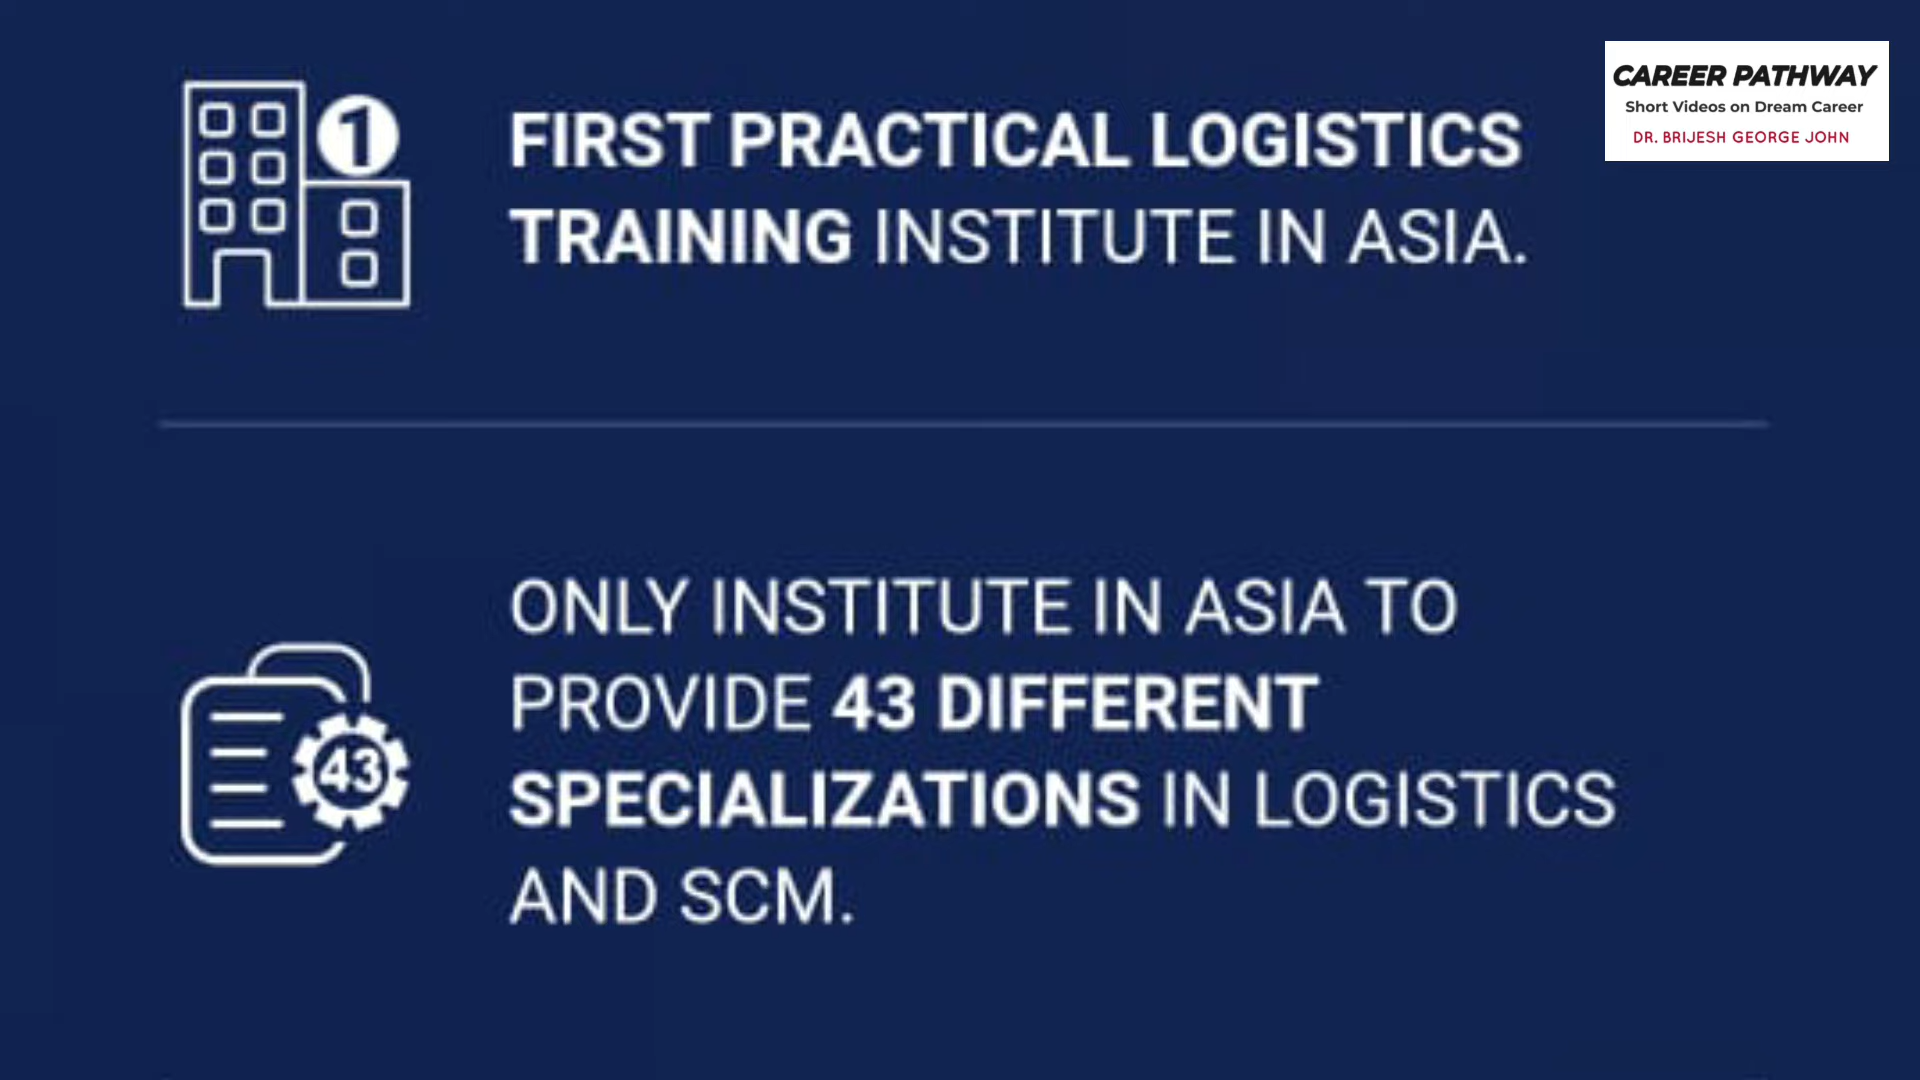 CAREER PATHWAY
Short Videos on Dream Career
DR. BRIJESH GEORGE JOHN
1
FIRST PRACTICAL LOGISTICS
TRAINING INSTITUTE IN ASIA.
43
ONLY INSTITUTE IN ASIA TO
PROVIDE 43 DIFFERENT
SPECIALIZATIONS IN LOGISTICS
AND SCM.